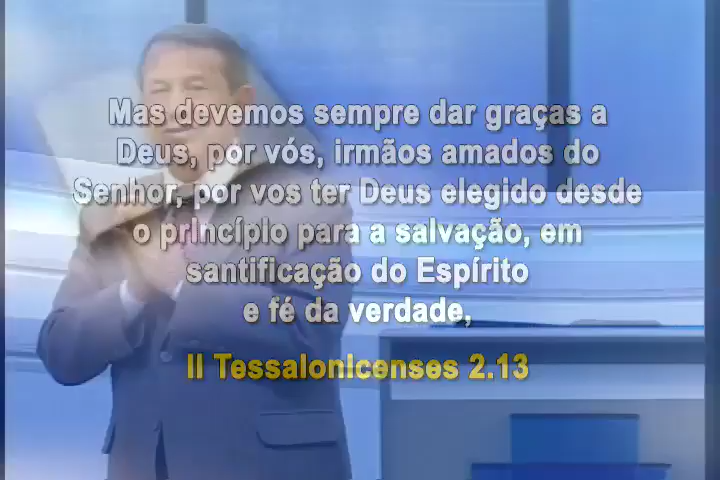 Mas devemos sempre dar graças a
Deus, por vós, irmãos amados do
Senhor, por vos ter Deus elegido desde
o princípio para a salvação, em
santificação do Espírito
e fé da verdade,
II Tessalonicenses 2.13